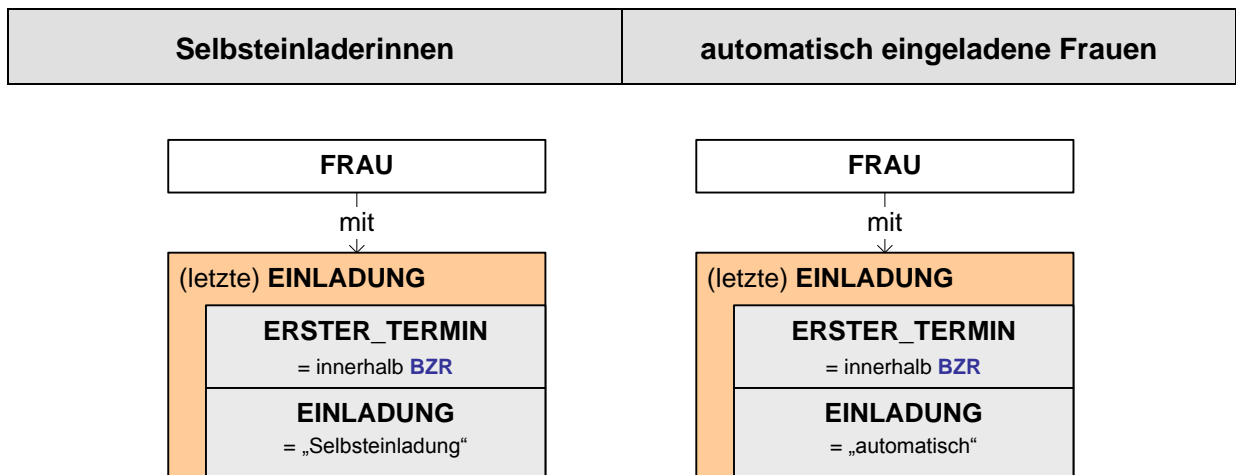 Selbsteinladerinnen
automatisch eingeladene Frauen
FRAU
mit
(letzte) EINLADUNG
ERSTER_TERMIN
= innerhalb BZR
EINLADUNG
= „Selbsteinladung“
FRAU
mit
(letzte) EINLADUNG
ERSTER_TERMIN
= innerhalb BZR
EINLADUNG
= „automatisch“